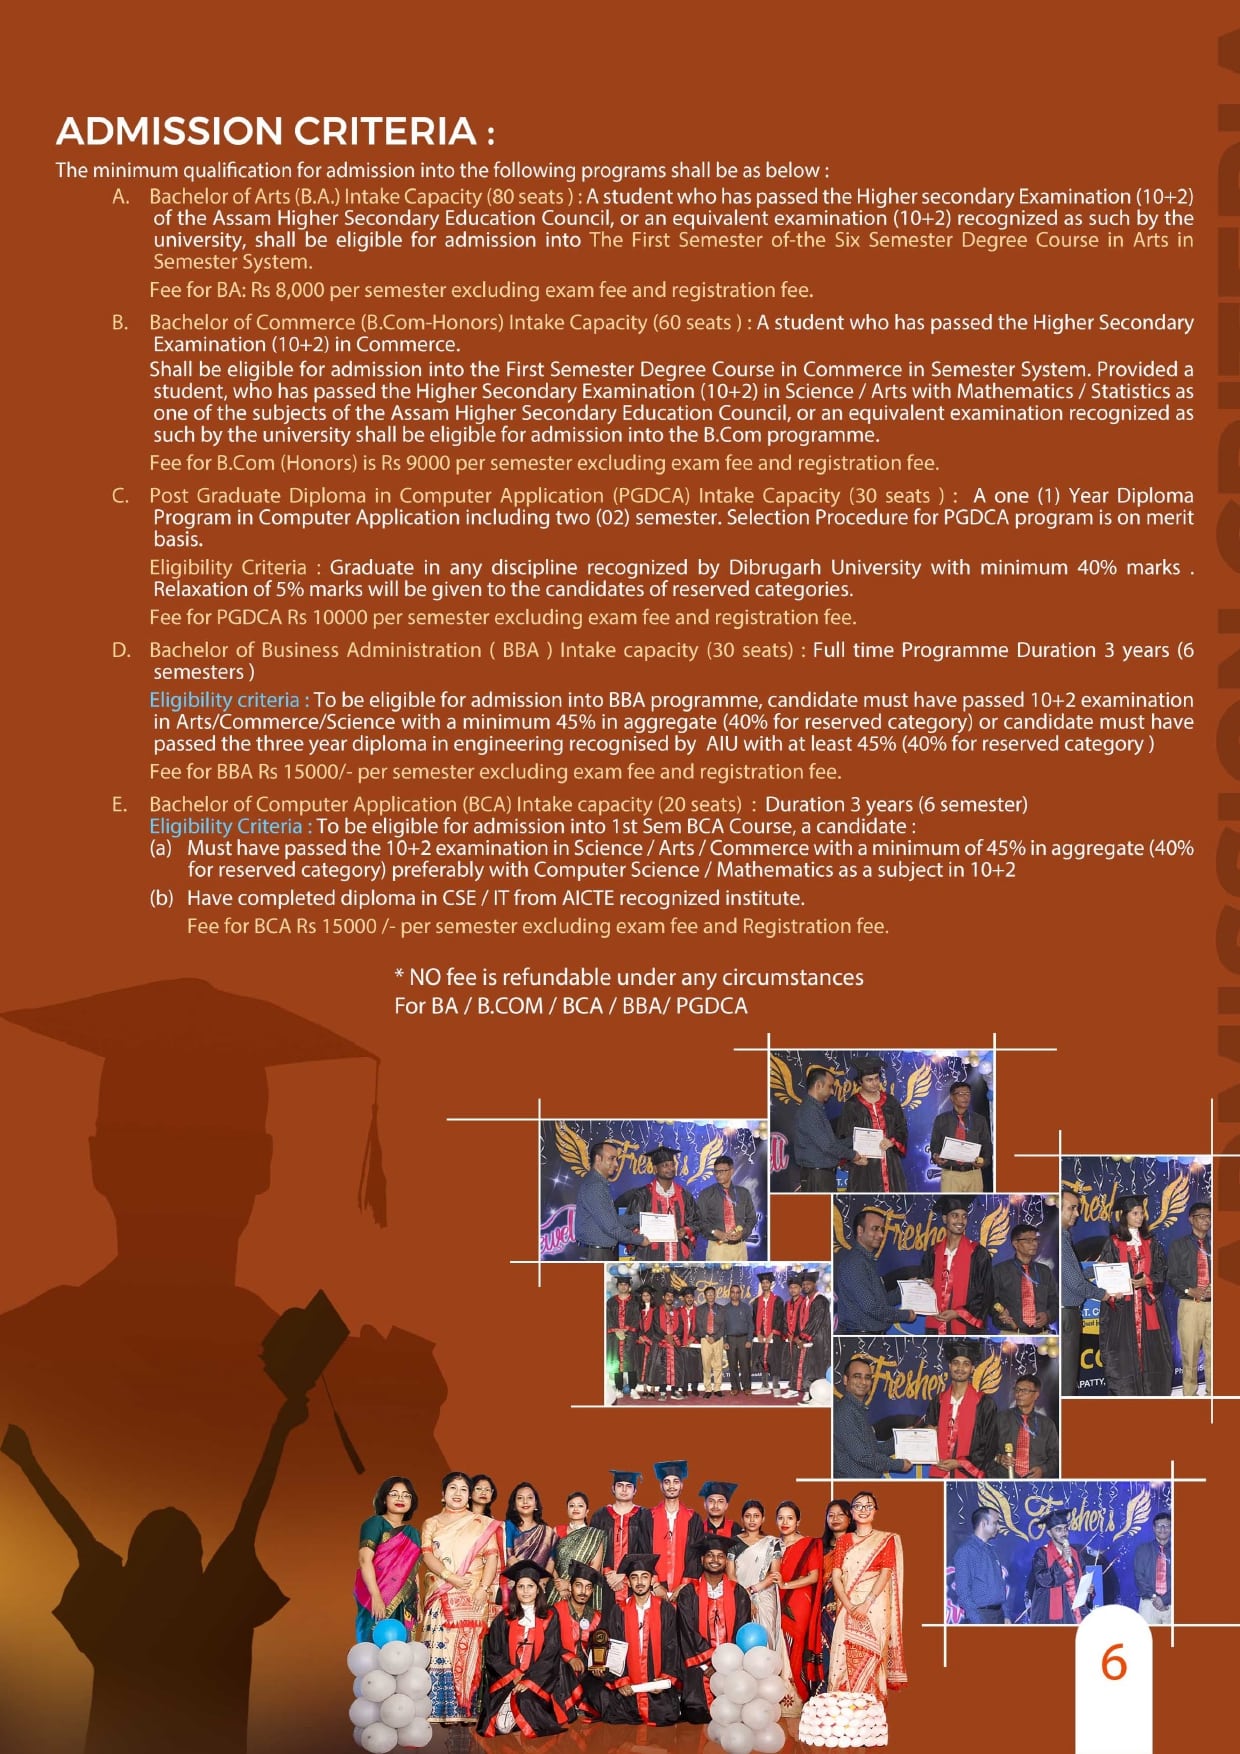 ADMISSION CRITERIA :
The minimum qualification for admission into the following programs shall be as below :
A. Bachelor of Arts (B.A.) Intake Capacity (80 seats ) : A student who has passed the Higher secondary Examination (10+2)
of the Assam Higher Secondary Education Council, or an equivalent examination (10+2) recognized as such by the
university, shall be eligible for admission into The First Semester of-the Six Semester Degree Course in Arts in
Semester System.
Fee for BA: Rs 8,000 per semester excluding exam fee and registration fee.
B. Bachelor of Commerce (B.Com-Honors) Intake Capacity (60 seats ) : A student who has passed the Higher Secondary
Examination (10+2) in Commerce.
Shall be eligible for admission into the First Semester Degree Course in Commerce in Semester System. Provided a
student, who has passed the Higher Secondary Examination (10+2) in Science / Arts with Mathematics / Statistics as
one of the subjects of the Assam Higher Secondary Education Council, or an equivalent examination recognized as
such by the university shall be eligible for admission into the B.Com programme.
Fee for B.Com (Honors) is Rs 9000 per semester excluding exam fee and registration fee.
C. Post Graduate Diploma in Computer Application (PGDCA) Intake Capacity (30 seats ) : A one (1) Year Diploma
Program in Computer Application including two (02) semester. Selection Procedure for PGDCA program is on merit
basis.
Eligibility Criteria : Graduate in any discipline recognized by Dibrugarh University with minimum 40% marks .
Relaxation of 5% marks will be given to the candidates of reserved categories.
Fee for PGDCA Rs 10000 per semester excluding exam fee and registration fee.
D. Bachelor of Business Administration ( BBA ) Intake capacity (30 seats) : Full time Programme Duration 3 years (6
semesters )
Eligibility criteria : To be eligible for admission into BBA programme, candidate must have passed 10+2 examination
in Arts/Commerce/Science with a minimum 45% in aggregate (40% for reserved category) or candidate must have
passed the three year diploma in engineering recognised by AIU with at least 45% (40% for reserved category )
Fee for BBA Rs 15000/- per semester excluding exam fee and registration fee.
E. Bachelor of Computer Application (BCA) Intake capacity (20 seats) : Duration 3 years (6 semester)
Eligibility Criteria : To be eligible for admission into 1st Sem BCA Course, a candidate :
(a) Must have passed the 10+2 examination in Science / Arts / Commerce with a minimum of 45% in aggregate (40%
for reserved category) preferably with Computer Science / Mathematics as a subject in 10+2
(b) Have completed diploma in CSE / IT from AICTE recognized institute.
Fee for BCA Rs 15000 /- per semester excluding exam fee and Registration fee.
* NO fee is refundable under any circumstances
For BA / B.COM / BCA / BBA/ PGDCA
ADMISSION CRITERIA
Freshers
Fresher's
Freshers
6